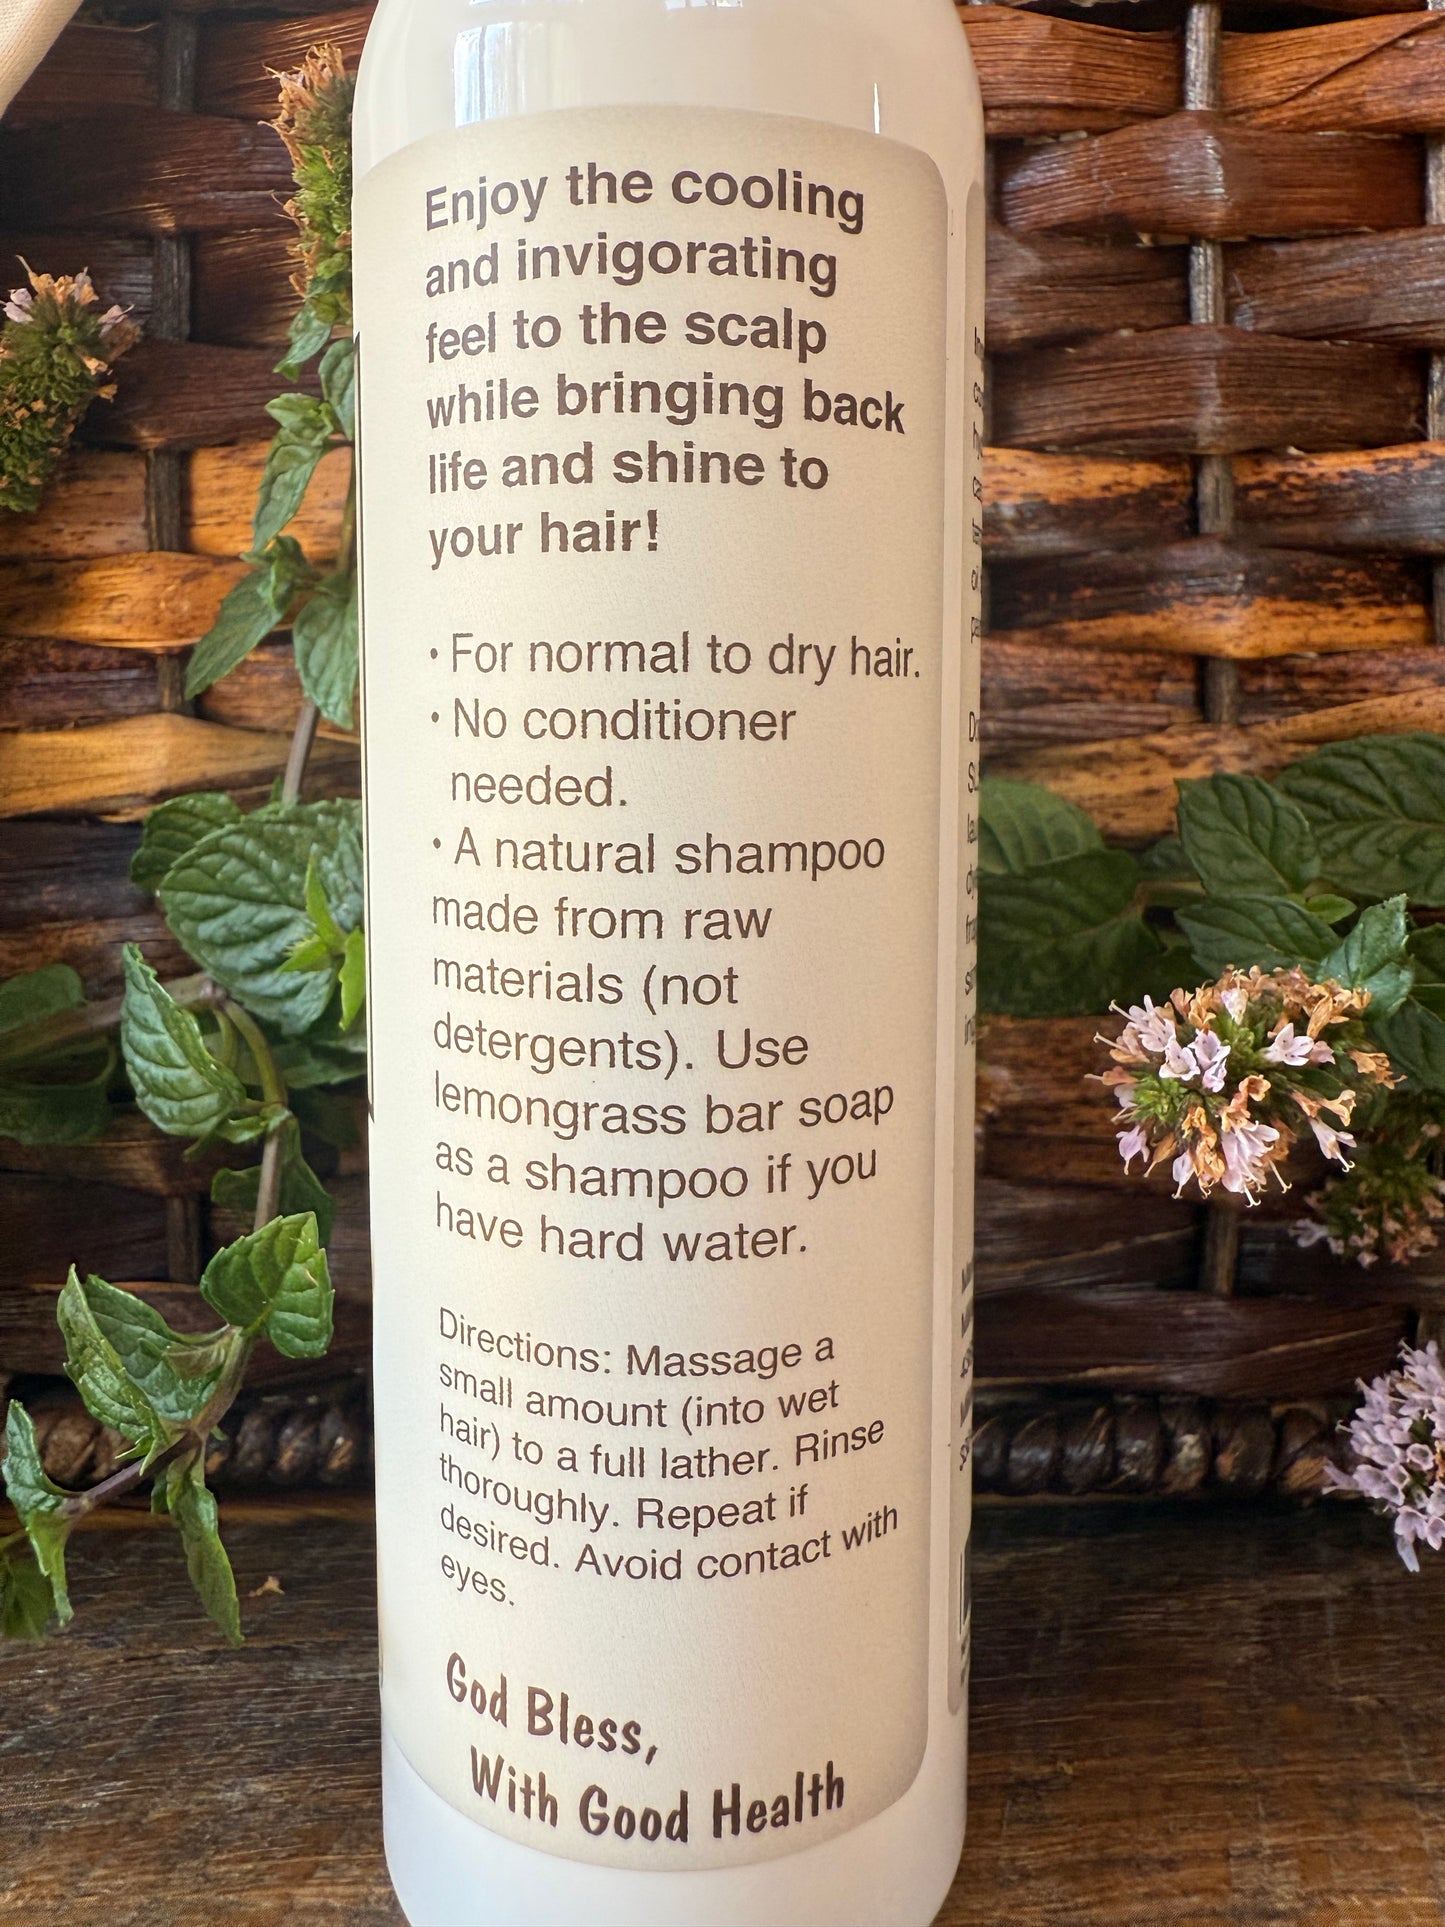 Enjoy the cooling
and invigorating
feel to the scalp
while bringing back
life and shine to
your hair!
• For normal to dry hair.
• No conditioner
needed.
• A natural shampoo
made from raw
materials (not
detergents). Use
lemongrass bar soap
as a shampoo if you
have hard water.
Directions: Massage a
small amount (into wet
hair) to a full lather. Rinse
thoroughly. Repeat if
desired. Avoid contact with
eyes.
God Bless,
With Good Health